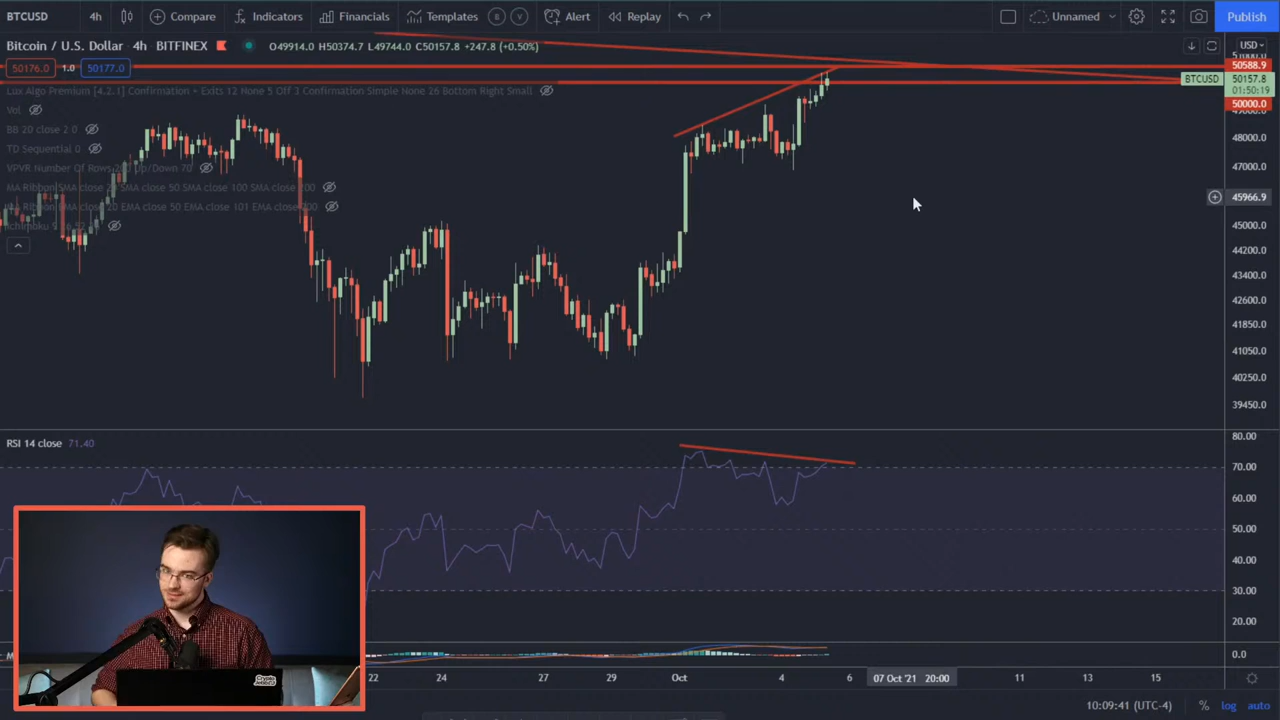 BTCUSD 4h Compare Indicators Financials Templates B V Alert Replay Unnamed Publish
Bitcoin / U.S. Dollar 4h BITFINEX O49914.0 H50374.7 L49744.0 C50157.8 +247.8 (+0.50%) USD
50176.0 1.0 50177.0
50588.9
BTCUSD 50157.8
01:50:19
Lux Algo Premium [4.2.1] Confirmation + Exits 12 None 5 Off 3 Confirmation Simple None 26 Bottom Right Small
50000.0
Vol
BB 20 close 2 0
48000.0
TD Sequential 0
VPVR Number Of Rows Up/Down 70
47000.0
MA Ribbon SMA close 20 SMA close 50 SMA close 100 SMA close 200
45966.9
MA Ribbon EMA close 20 EMA close 50 EMA close 101 EMA close 200
45000.0
44200.0
43400.0
42600.0
41850.0
41050.0
40250.0
39450.0
RSI 14 close 71.40
80.00
70.00
60.00
50.00
40.00
30.00
20.00
0.0
Crypto
22 24 27 29 Oct 4 6 07 Oct '21 20:00 11 13 15
10:09:41 (UTC-4) % log auto